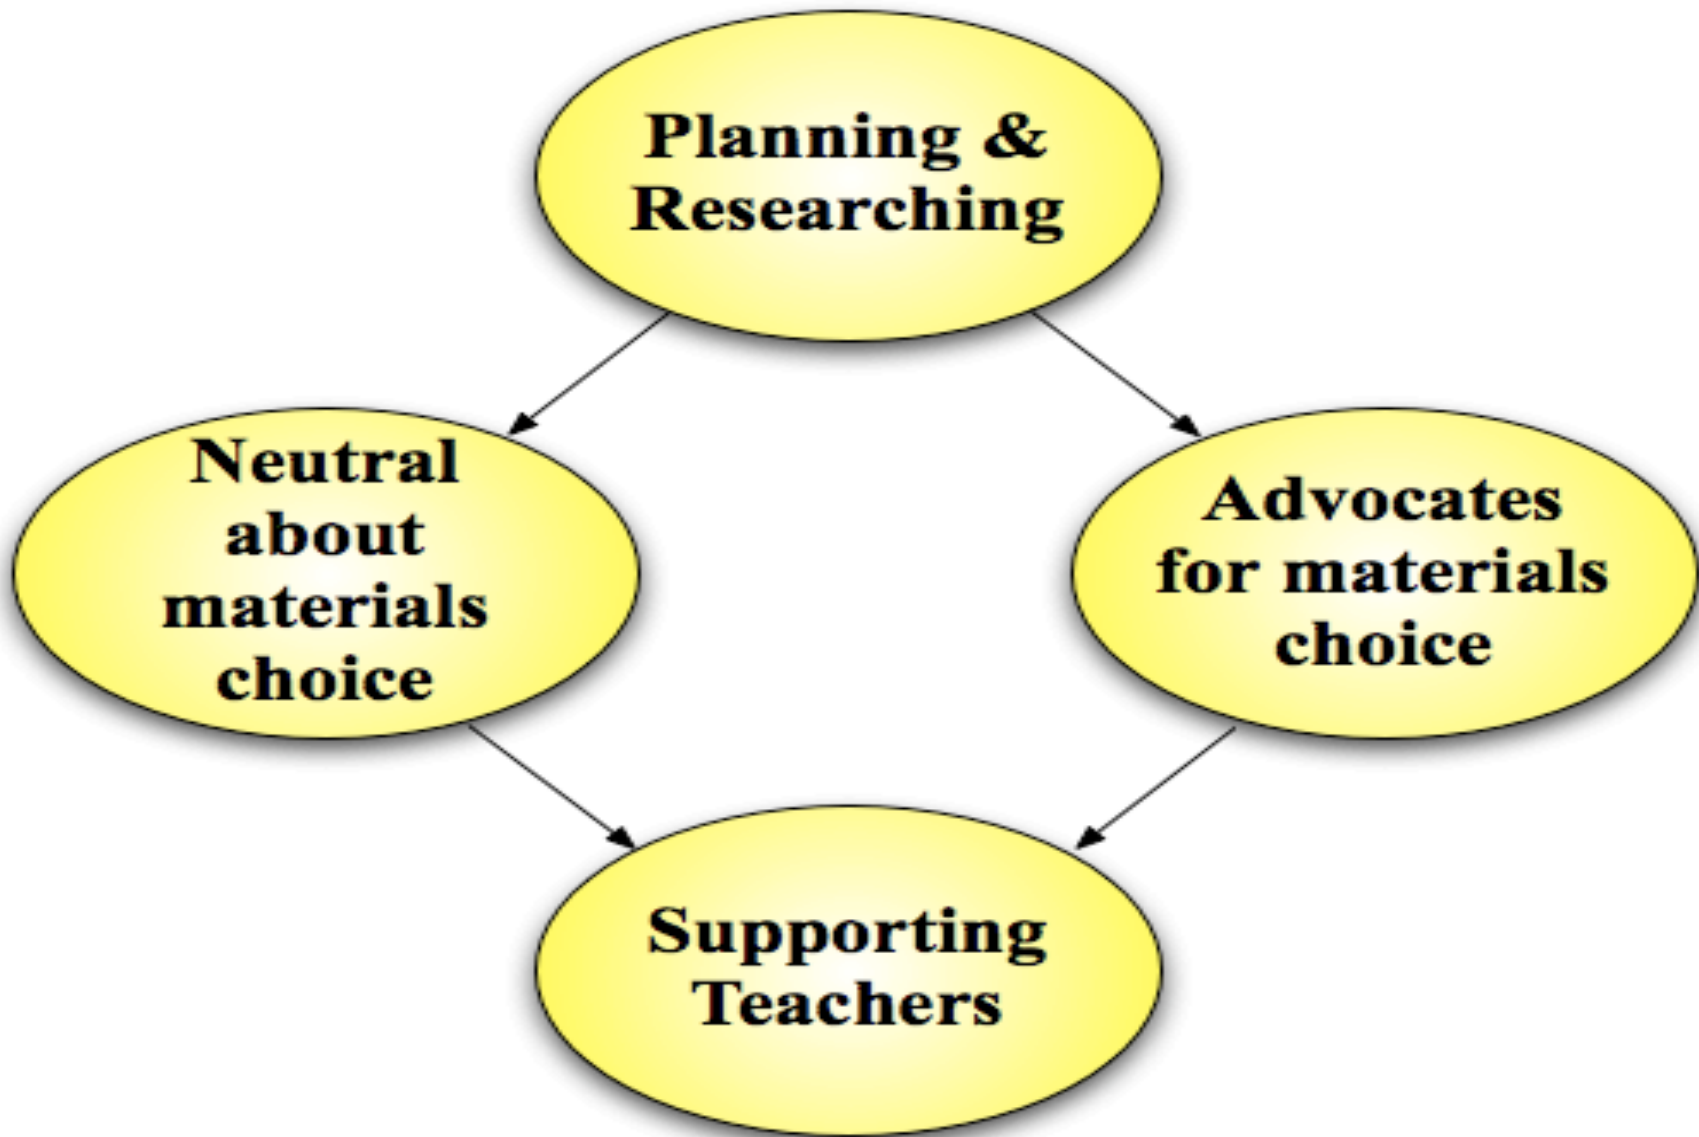 Planning &
Researching
Neutral
about
materials
choice
Advocates
for materials
choice
Supporting
Teachers